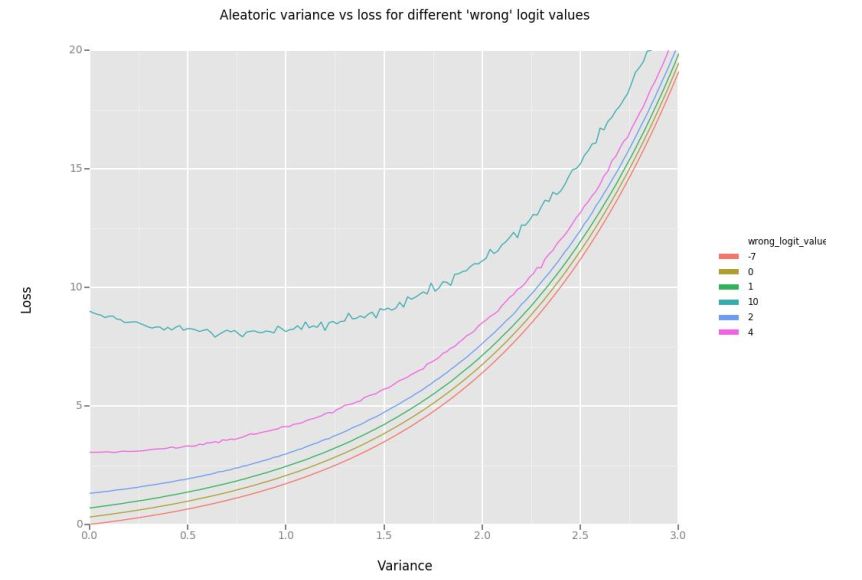 Aleatoric variance vs loss for different 'wrong' logit values
20
15
10
5
0
Loss
0.0 0.5 1.0 1.5 2.0 2.5 3.0
Variance
wrong_logit_value
-7
0
1
10
2
4